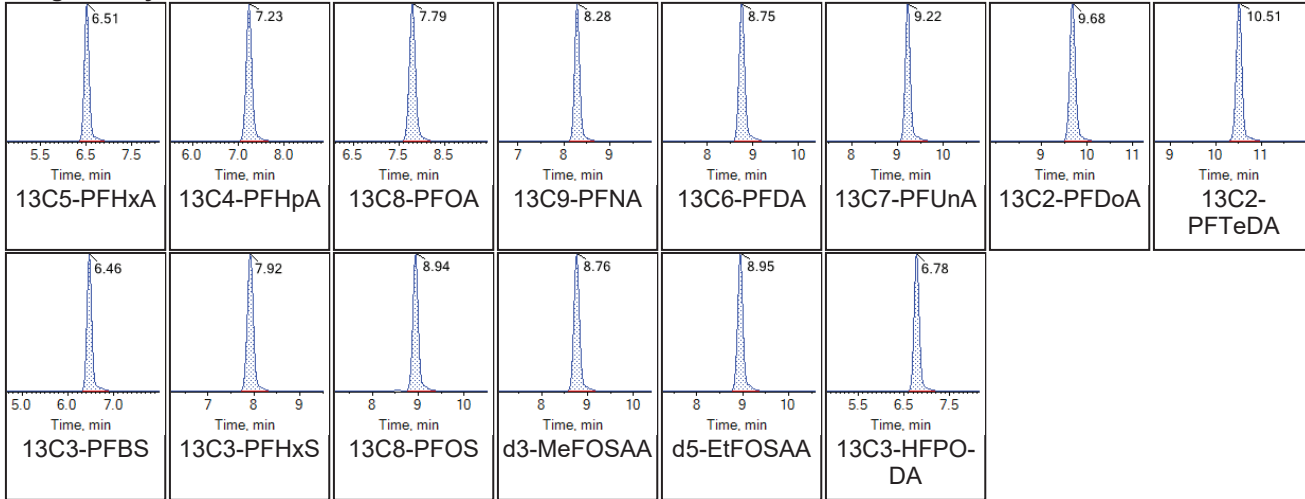 6.51
5.5 6.5 7.5
Time, min
13C5-PFHxA
7.23
6.0 7.0 8.0
Time, min
13C4-PFHpA
7.79
6.5 7.5 8.5
Time, min
13C8-PFOA
8.28
7 8 9
Time, min
13C9-PFNA
8.75
8 9 10
Time, min
13C6-PFDA
9.22
8 9 10
Time, min
13C7-PFUnA
9.68
9 10 11
Time, min
13C2-PFDoA
10.51
9 10 11
Time, min
13C2-
PFTeDA
6.46
5.0 6.0 7.0
Time, min
13C3-PFBS
7.92
7 8 9
Time, min
13C3-PFHxS
8.94
8 9 10
Time, min
13C8-PFOS
8.76
8 9 10
Time, min
d3-MeFOSAA
8.95
8 9 10
Time, min
d5-EtFOSAA
6.78
5.5 6.5 7.5
Time, min
13C3-HFPO-
DA